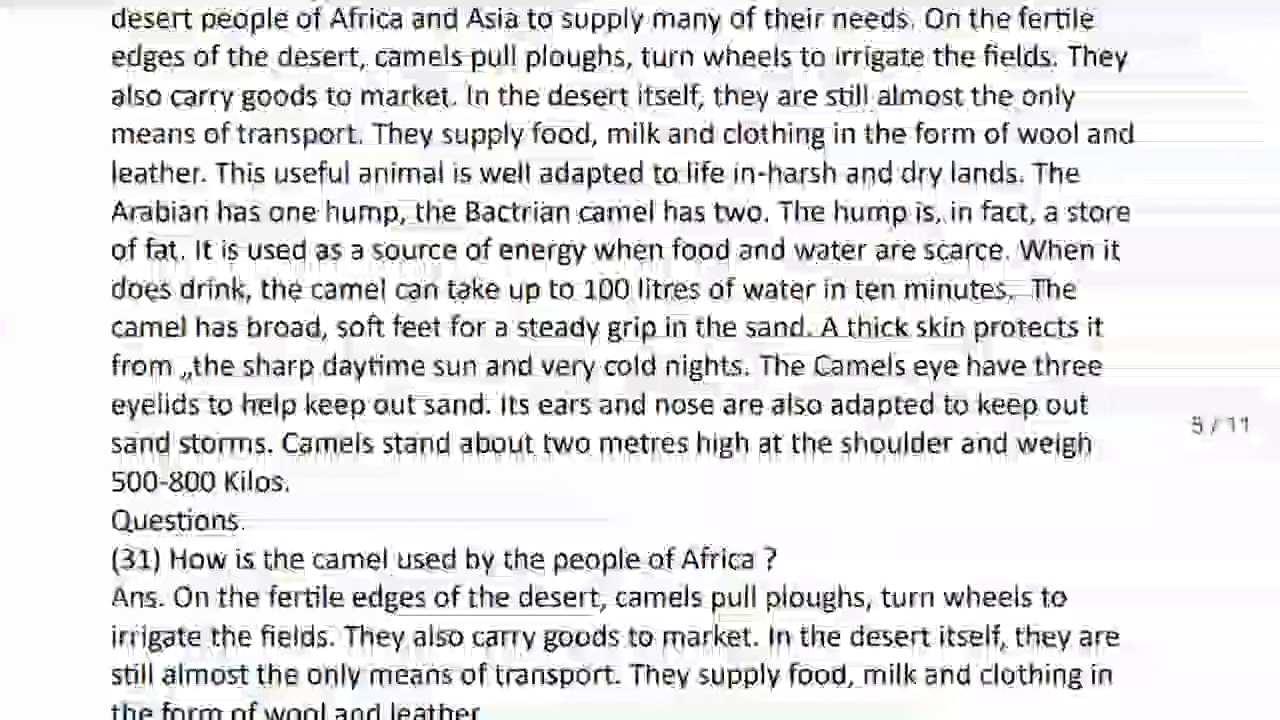 desert people of Africa and Asia to supply many of their needs. On the fertile
edges of the desert, camels pull ploughs, turn wheels to irrigate the fields. They
also carry goods to market. In the desert itself, they are still almost the only
means of transport. They supply food, milk and clothing in the form of wool and
leather. This useful animal is well adapted to life in-harsh and dry lands. The
Arabian has one hump, the Bactrian camel has two. The hump is, in fact, a store
of fat. It is used as a source of energy when food and water are scarce. When it
does drink, the camel can take up to 100 litres of water in ten minutes. The
camel has broad, soft feet for a steady grip in the sand. A thick skin protects it
from „the sharp daytime sun and very cold nights. The Camels eye have three
eyelids to help keep out sand. Its ears and nose are also adapted to keep out
sand storms. Camels stand about two metres high at the shoulder and weigh
500-800 Kilos.
5 / 11
Questions.
(31) How is the camel used by the people of Africa ?
Ans. On the fertile edges of the desert, camels pull ploughs, turn wheels to
irrigate the fields. They also carry goods to market. In the desert itself, they are
still almost the only means of transport. They supply food, milk and clothing in
the form of wool and leather